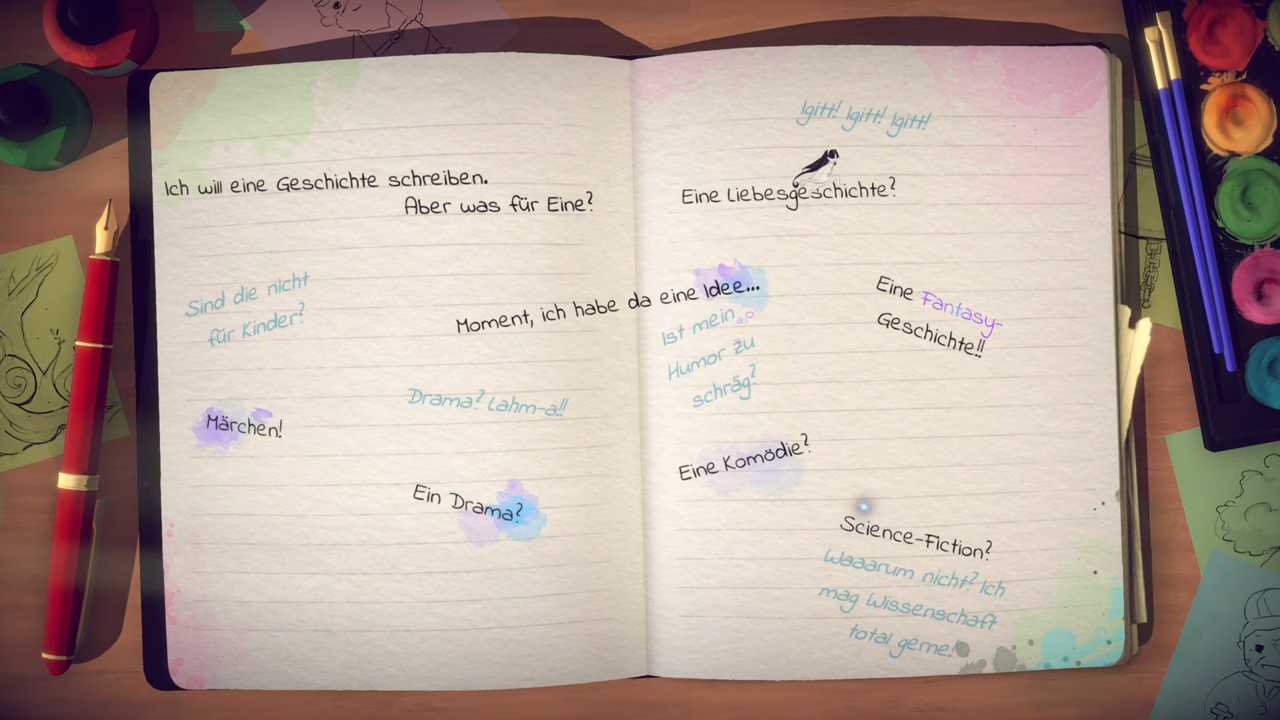 Ich will eine Geschichte schreiben.
Aber was für Eine?
Sind die nicht
für Kinder?
Märchen!
Moment, ich habe da eine Idee...
Drama? Lahm-a!!
Ein Drama?
Igitt! Igitt! Igitt!
Eine Liebesgeschichte?
Ist mein
Humor zu
schräg?
Eine Fantasy-
Geschichte!!
Eine Komödie?
Science-Fiction?
Waaarum nicht? Ich
mag Wissenschaft
total gerne!